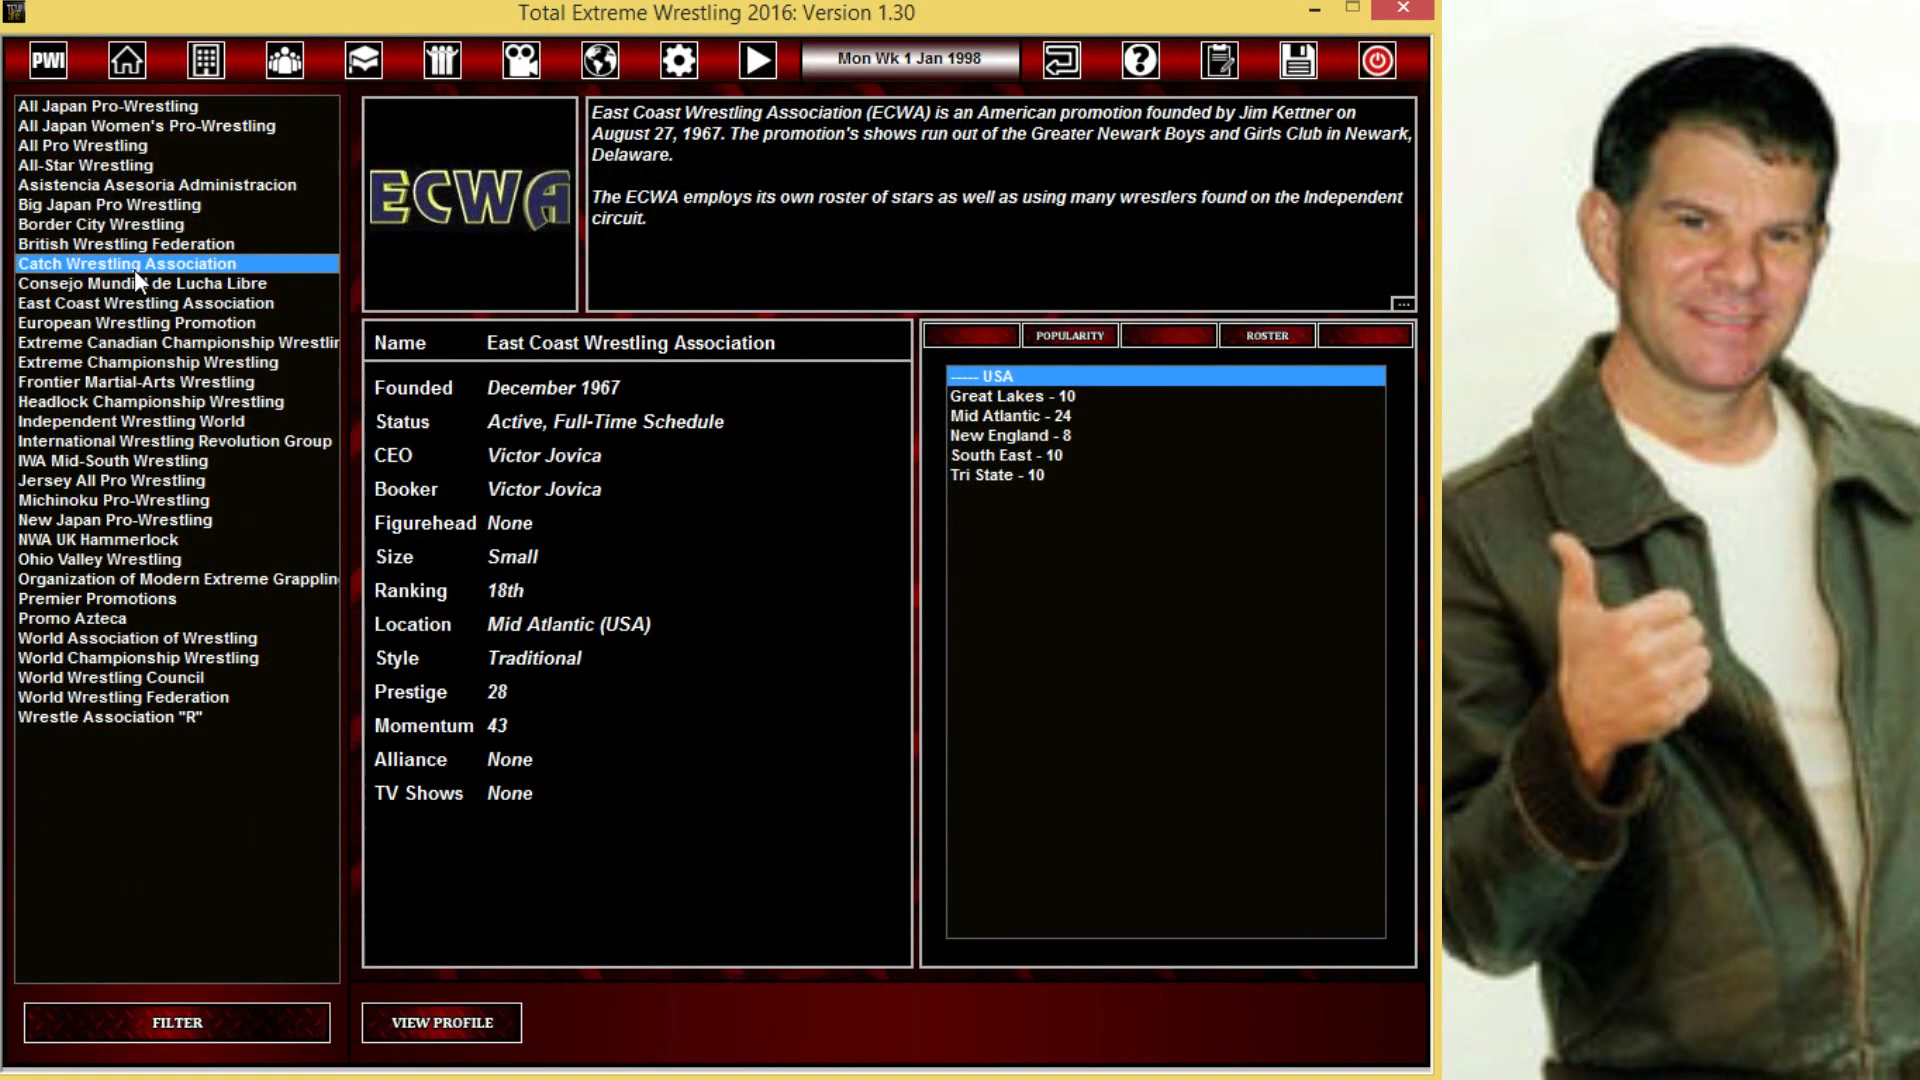 Total Extreme Wrestling 2016: Version 1.30
PWI
Mon Wk 1 Jan 1998
All Japan Pro-Wrestling
All Japan Women's Pro-Wrestling
All Pro Wrestling
All-Star Wrestling
Asistencia Asesoria Administracion
Big Japan Pro Wrestling
Border City Wrestling
British Wrestling Federation
Catch Wrestling Association
Consejo Mundial de Lucha Libre
East Coast Wrestling Association
European Wrestling Promotion
Extreme Canadian Championship Wrestlin
Extreme Championship Wrestling
Frontier Martial-Arts Wrestling
Headlock Championship Wrestling
Independent Wrestling World
International Wrestling Revolution Group
IWA Mid-South Wrestling
Jersey All Pro Wrestling
Michinoku Pro-Wrestling
New Japan Pro-Wrestling
NWA UK Hammerlock
Ohio Valley Wrestling
Organization of Modern Extreme Grappling
Premier Promotions
Promo Azteca
World Association of Wrestling
World Championship Wrestling
World Wrestling Council
World Wrestling Federation
Wrestle Association "R"
FILTER
ECWA
East Coast Wrestling Association (ECWA) is an American promotion founded by Jim Kettner on
August 27, 1967. The promotion's shows run out of the Greater Newark Boys and Girls Club in Newark,
Delaware.
The ECWA employs its own roster of stars as well as using many wrestlers found on the Independent
circuit.
...
Name East Coast Wrestling Association
Founded December 1967
Status Active, Full-Time Schedule
CEO Victor Jovica
Booker Victor Jovica
Figurehead None
Size Small
Ranking 18th
Location Mid Atlantic (USA)
Style Traditional
Prestige 28
Momentum 43
Alliance None
TV Shows None
VIEW PROFILE
POPULARITY ROSTER
----- USA
Great Lakes - 10
Mid Atlantic - 24
New England - 8
South East - 10
Tri State - 10